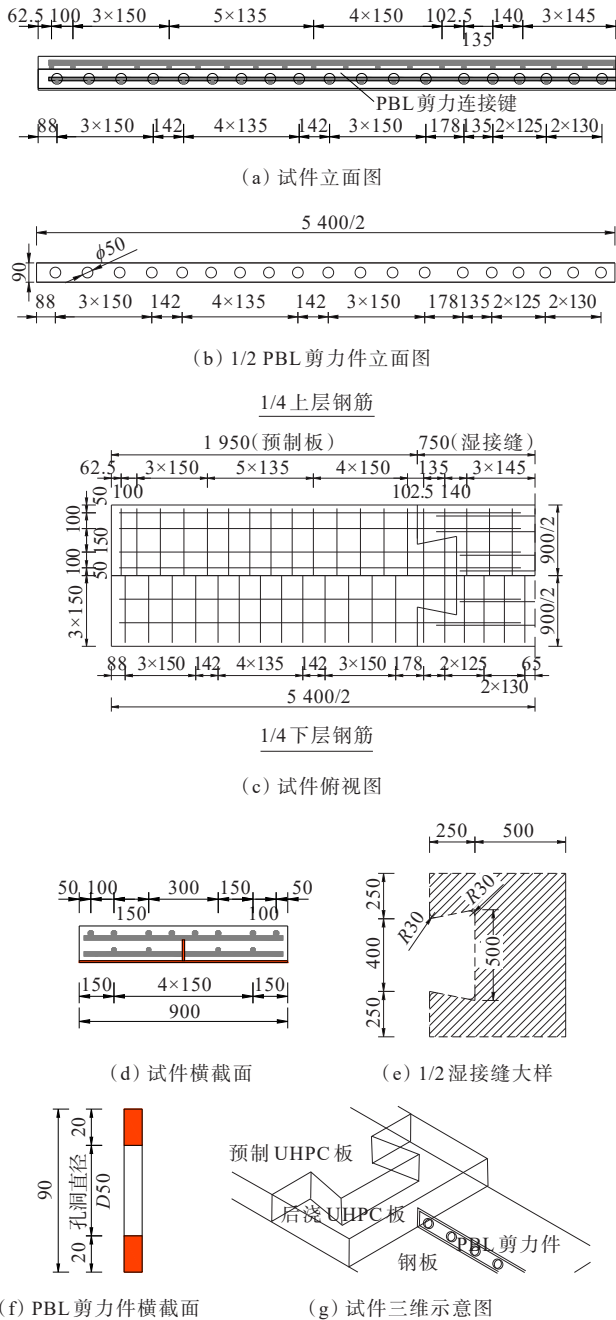 62.5 100 3×150 5×135 4×150 102.5 140 3×145
135
PBL剪力连接键
88 3×150 142 4×135 142 3×150 178 135 2×125 2×130
(a) 试件立面图
5 400/2
φ50
90
88 3×150 142 4×135 142 3×150 178 135 2×125 2×130
(b) 1/2 PBL剪力件立面图
1/4上层钢筋
1 950(预制板) 750(湿接缝)
62.5 3×150 5×135 4×150 135 3×145
100 102.5 140
50 100 150 100 50 3×150
900/2 900/2
88 3×150 142 4×135 142 3×150 178 2×125 65
2×130
5 400/2
1/4下层钢筋
(c) 试件俯视图
50 100 300 150 50
150 100
150 4×150 150
900
(d) 试件横截面
250 500
250 400 250
R30 R30
500
(e) 1/2湿接缝大样
90
20 孔洞直径 D50 20
(f) PBL剪力件横截面
预制UHPC板
后浇UHPC板
PBL剪力件
钢板
(g) 试件三维示意图